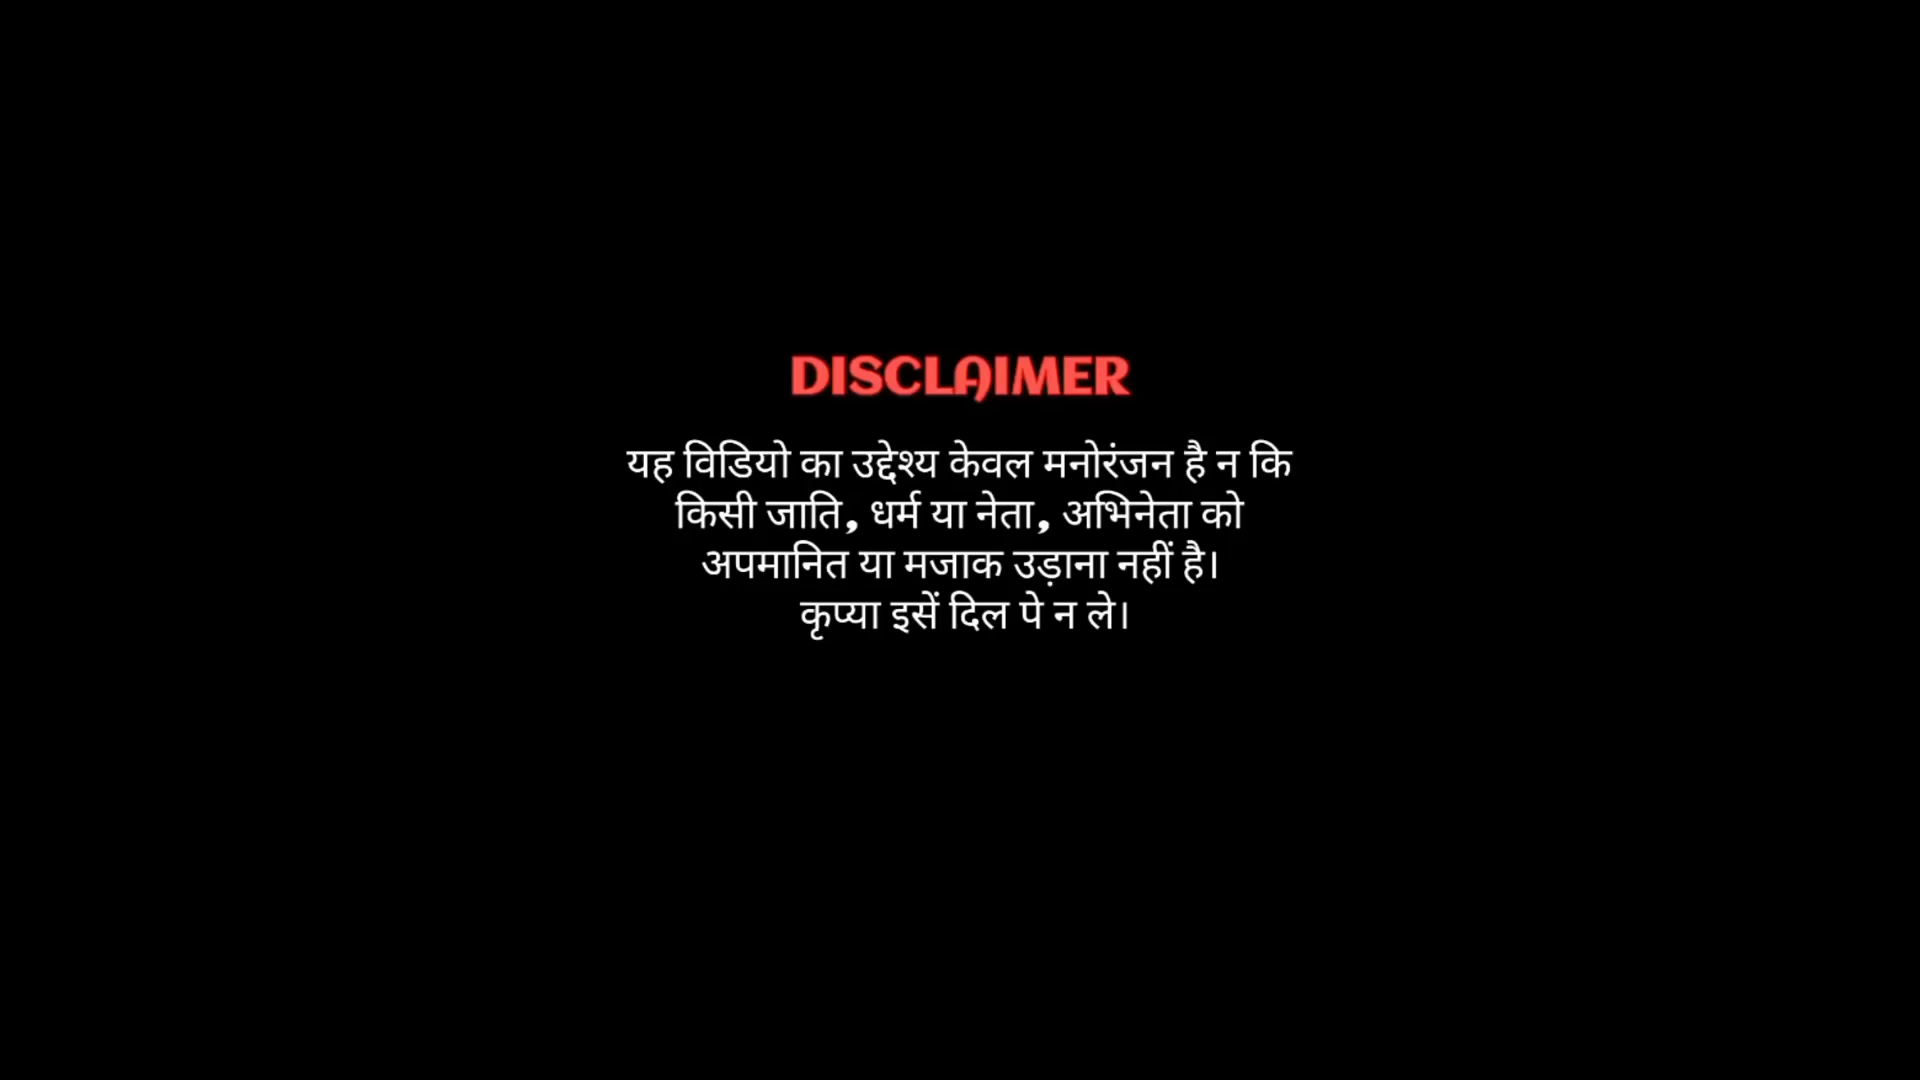 DISCLAIMER
यह विडियो का उद्देश्य केवल मनोरंजन है न कि
किसी जाति, धर्म या नेता, अभिनेता को
अपमानित या मजाक उड़ाना नहीं है।
कृप्या इसें दिल पे न ले।